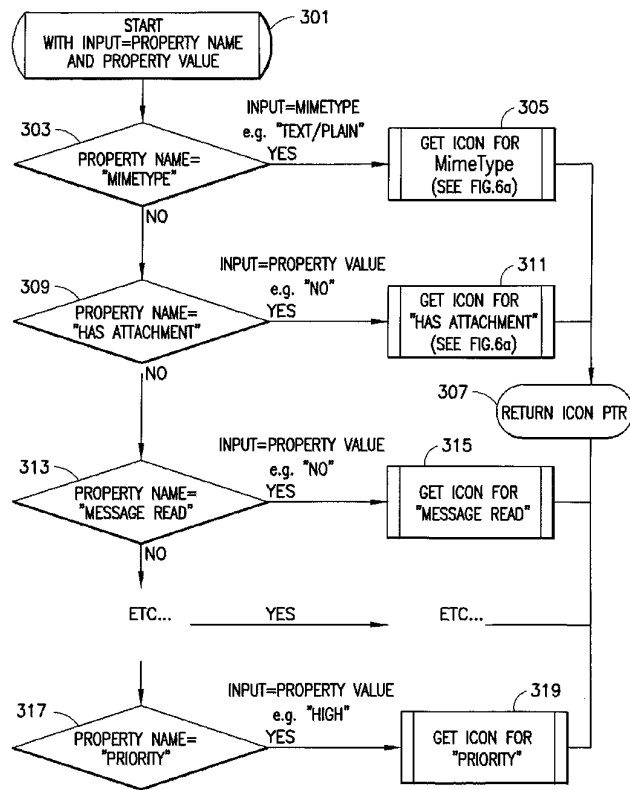 START
WITH INPUT=PROPERTY NAME
AND PROPERTY VALUE
301
303
PROPERTY NAME=
"MIMETYPE"
INPUT=MIMETYPE
e.g. "TEXT/PLAIN"
YES
305
GET ICON FOR
MimeType
(SEE FIG.6a)
NO
309
PROPERTY NAME=
"HAS ATTACHMENT"
INPUT=PROPERTY VALUE
e.g. "NO"
YES
311
GET ICON FOR
"HAS ATTACHMENT"
(SEE FIG.6a)
NO
307
RETURN ICON PTR
313
PROPERTY NAME=
"MESSAGE READ"
INPUT=PROPERTY VALUE
e.g. "NO"
YES
315
GET ICON FOR
"MESSAGE READ"
NO
ETC...
YES
ETC...
317
PROPERTY NAME=
"PRIORITY"
INPUT=PROPERTY VALUE
e.g. "HIGH"
YES
319
GET ICON FOR
"PRIORITY"